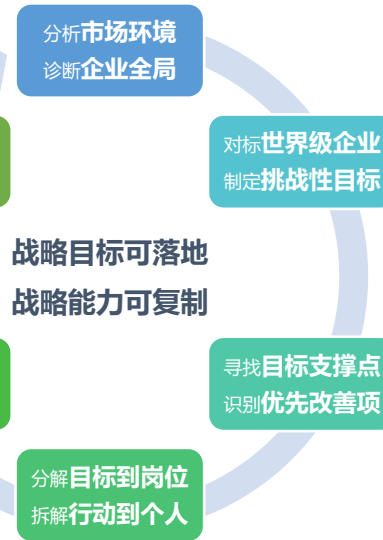 分析市场环境
诊断企业全局
对标世界级企业
制定挑战性目标
战略目标可落地
战略能力可复制
寻找目标支撑点
识别优先改善项
分解目标到岗位
拆解行动到个人